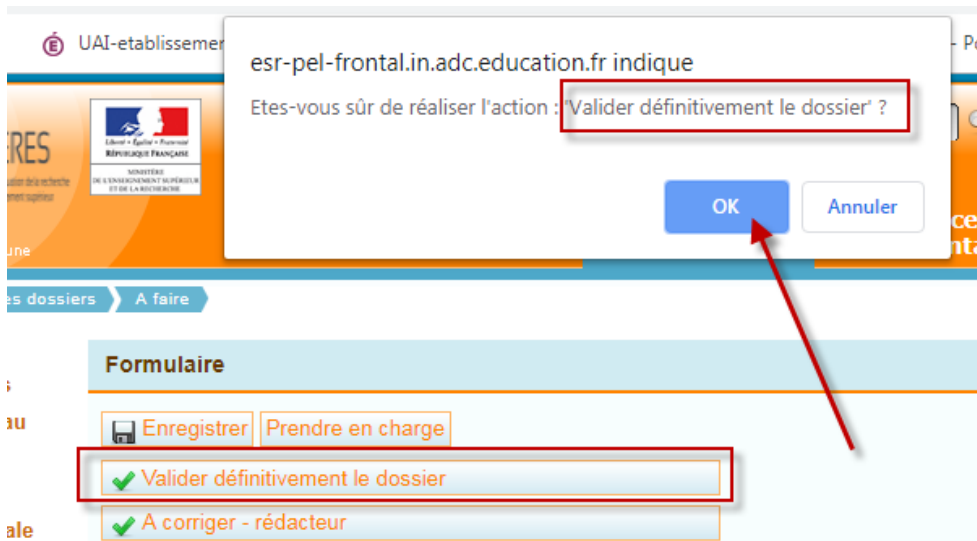 UAI-etablissemer
esr-pel-frontal.in.adc.education.fr indique
Etes-vous sûr de réaliser l'action : 'Valider définitivement le dossier' ?
OK Annuler
Liberté • Égalité • Fraternité
RÉPUBLIQUE FRANÇAISE
MINISTÈRE
DE L'ENSEIGNEMENT SUPÉRIEUR
ET DE LA RECHERCHE
es dossiers A faire
Formulaire
au
Enregistrer Prendre en charge
Valider définitivement le dossier
A corriger - rédacteur
ale